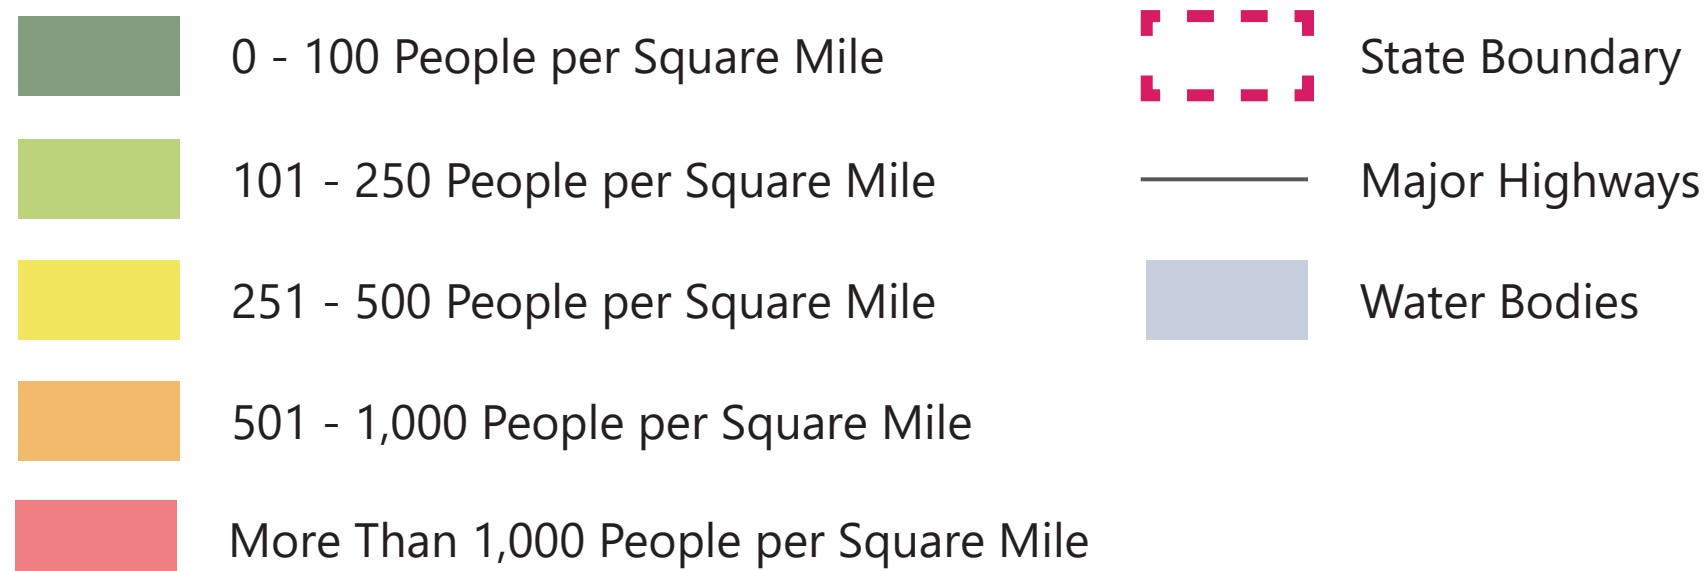 0 - 100 People per Square Mile
101 - 250 People per Square Mile
251 - 500 People per Square Mile
501 - 1,000 People per Square Mile
More Than 1,000 People per Square Mile
State Boundary
Major Highways
Water Bodies